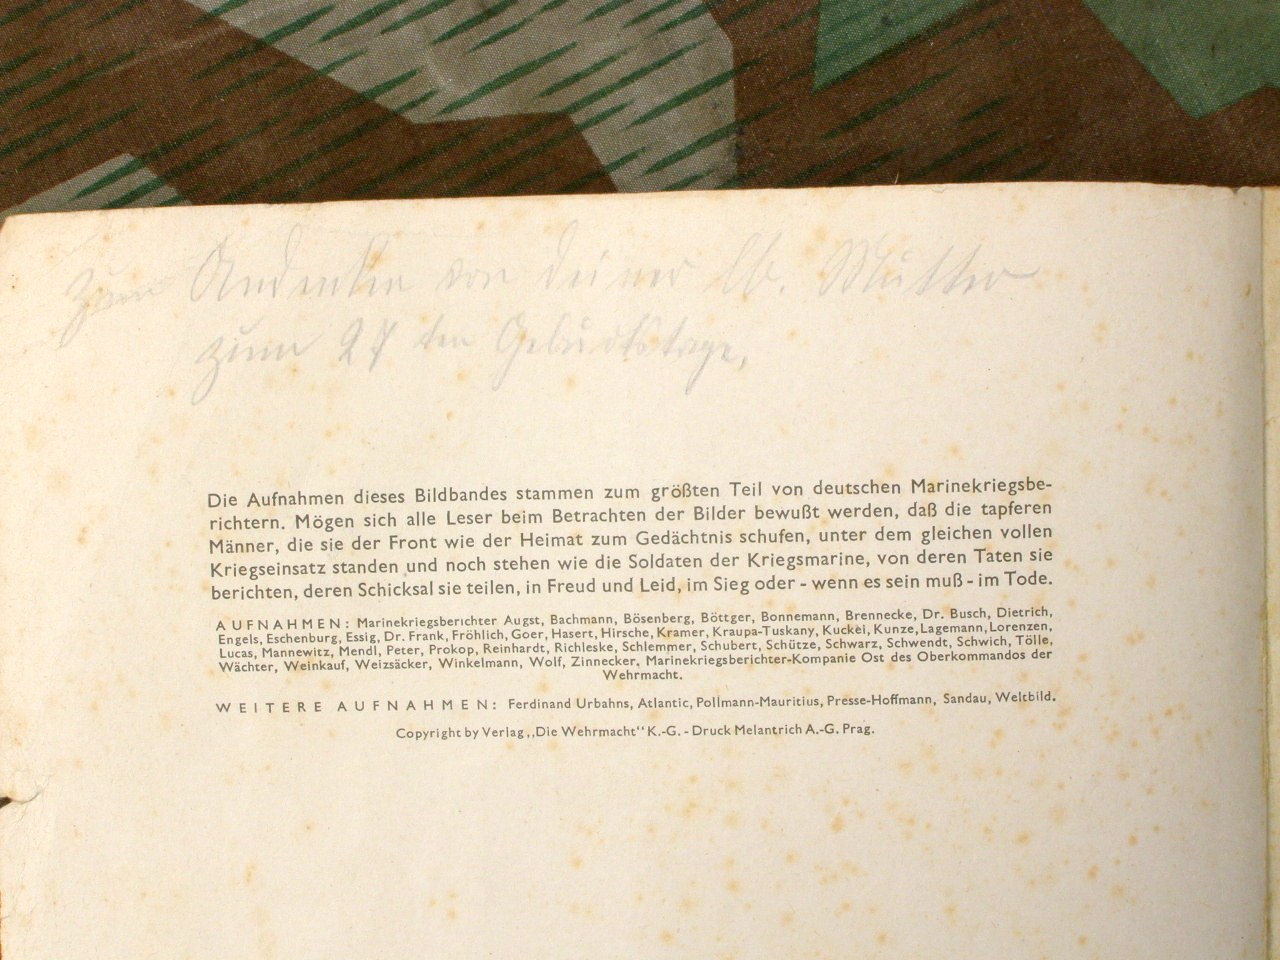 Zum Andenken von deiner lb. Mutter
zum 27 ten Geburtstage.
Die Aufnahmen dieses Bildbandes stammen zum größten Teil von deutschen Marinekriegsbe-
richtern. Mögen sich alle Leser beim Betrachten der Bilder bewußt werden, daß die tapferen
Männer, die sie der Front wie der Heimat zum Gedächtnis schufen, unter dem gleichen vollen
Kriegseinsatz standen und noch stehen wie die Soldaten der Kriegsmarine, von deren Taten sie
berichten, deren Schicksal sie teilen, in Freud und Leid, im Sieg oder - wenn es sein muß - im Tode.
AUFNAHMEN: Marinekriegsberichter Augst, Bachmann, Bösenberg, Böttger, Bonnemann, Brennecke, Dr. Busch, Dietrich,
Engels, Eschenburg, Essig, Dr. Frank, Fröhlich, Goer, Hasert, Hirsche, Kramer, Kraupa-Tuskany, Kuckei, Kunze, Lagemann, Lorenzen,
Lucas, Mannewitz, Mendl, Peter, Prokop, Reinhardt, Richleske, Schlemmer, Schubert, Schütze, Schwarz, Schwendt, Schwich, Tölle,
Wächter, Weinkauf, Weizsäcker, Winkelmann, Wolf, Zinnecker, Marinekriegsberichter-Kompanie Ost des Oberkommandos der
Wehrmacht.
WEITERE AUFNAHMEN: Ferdinand Urbahns, Atlantic, Pollmann-Mauritius, Presse-Hoffmann, Sandau, Weltbild.
Copyright by Verlag ,,Die Wehrmacht" K.-G. - Druck Melantrich A.-G. Prag.